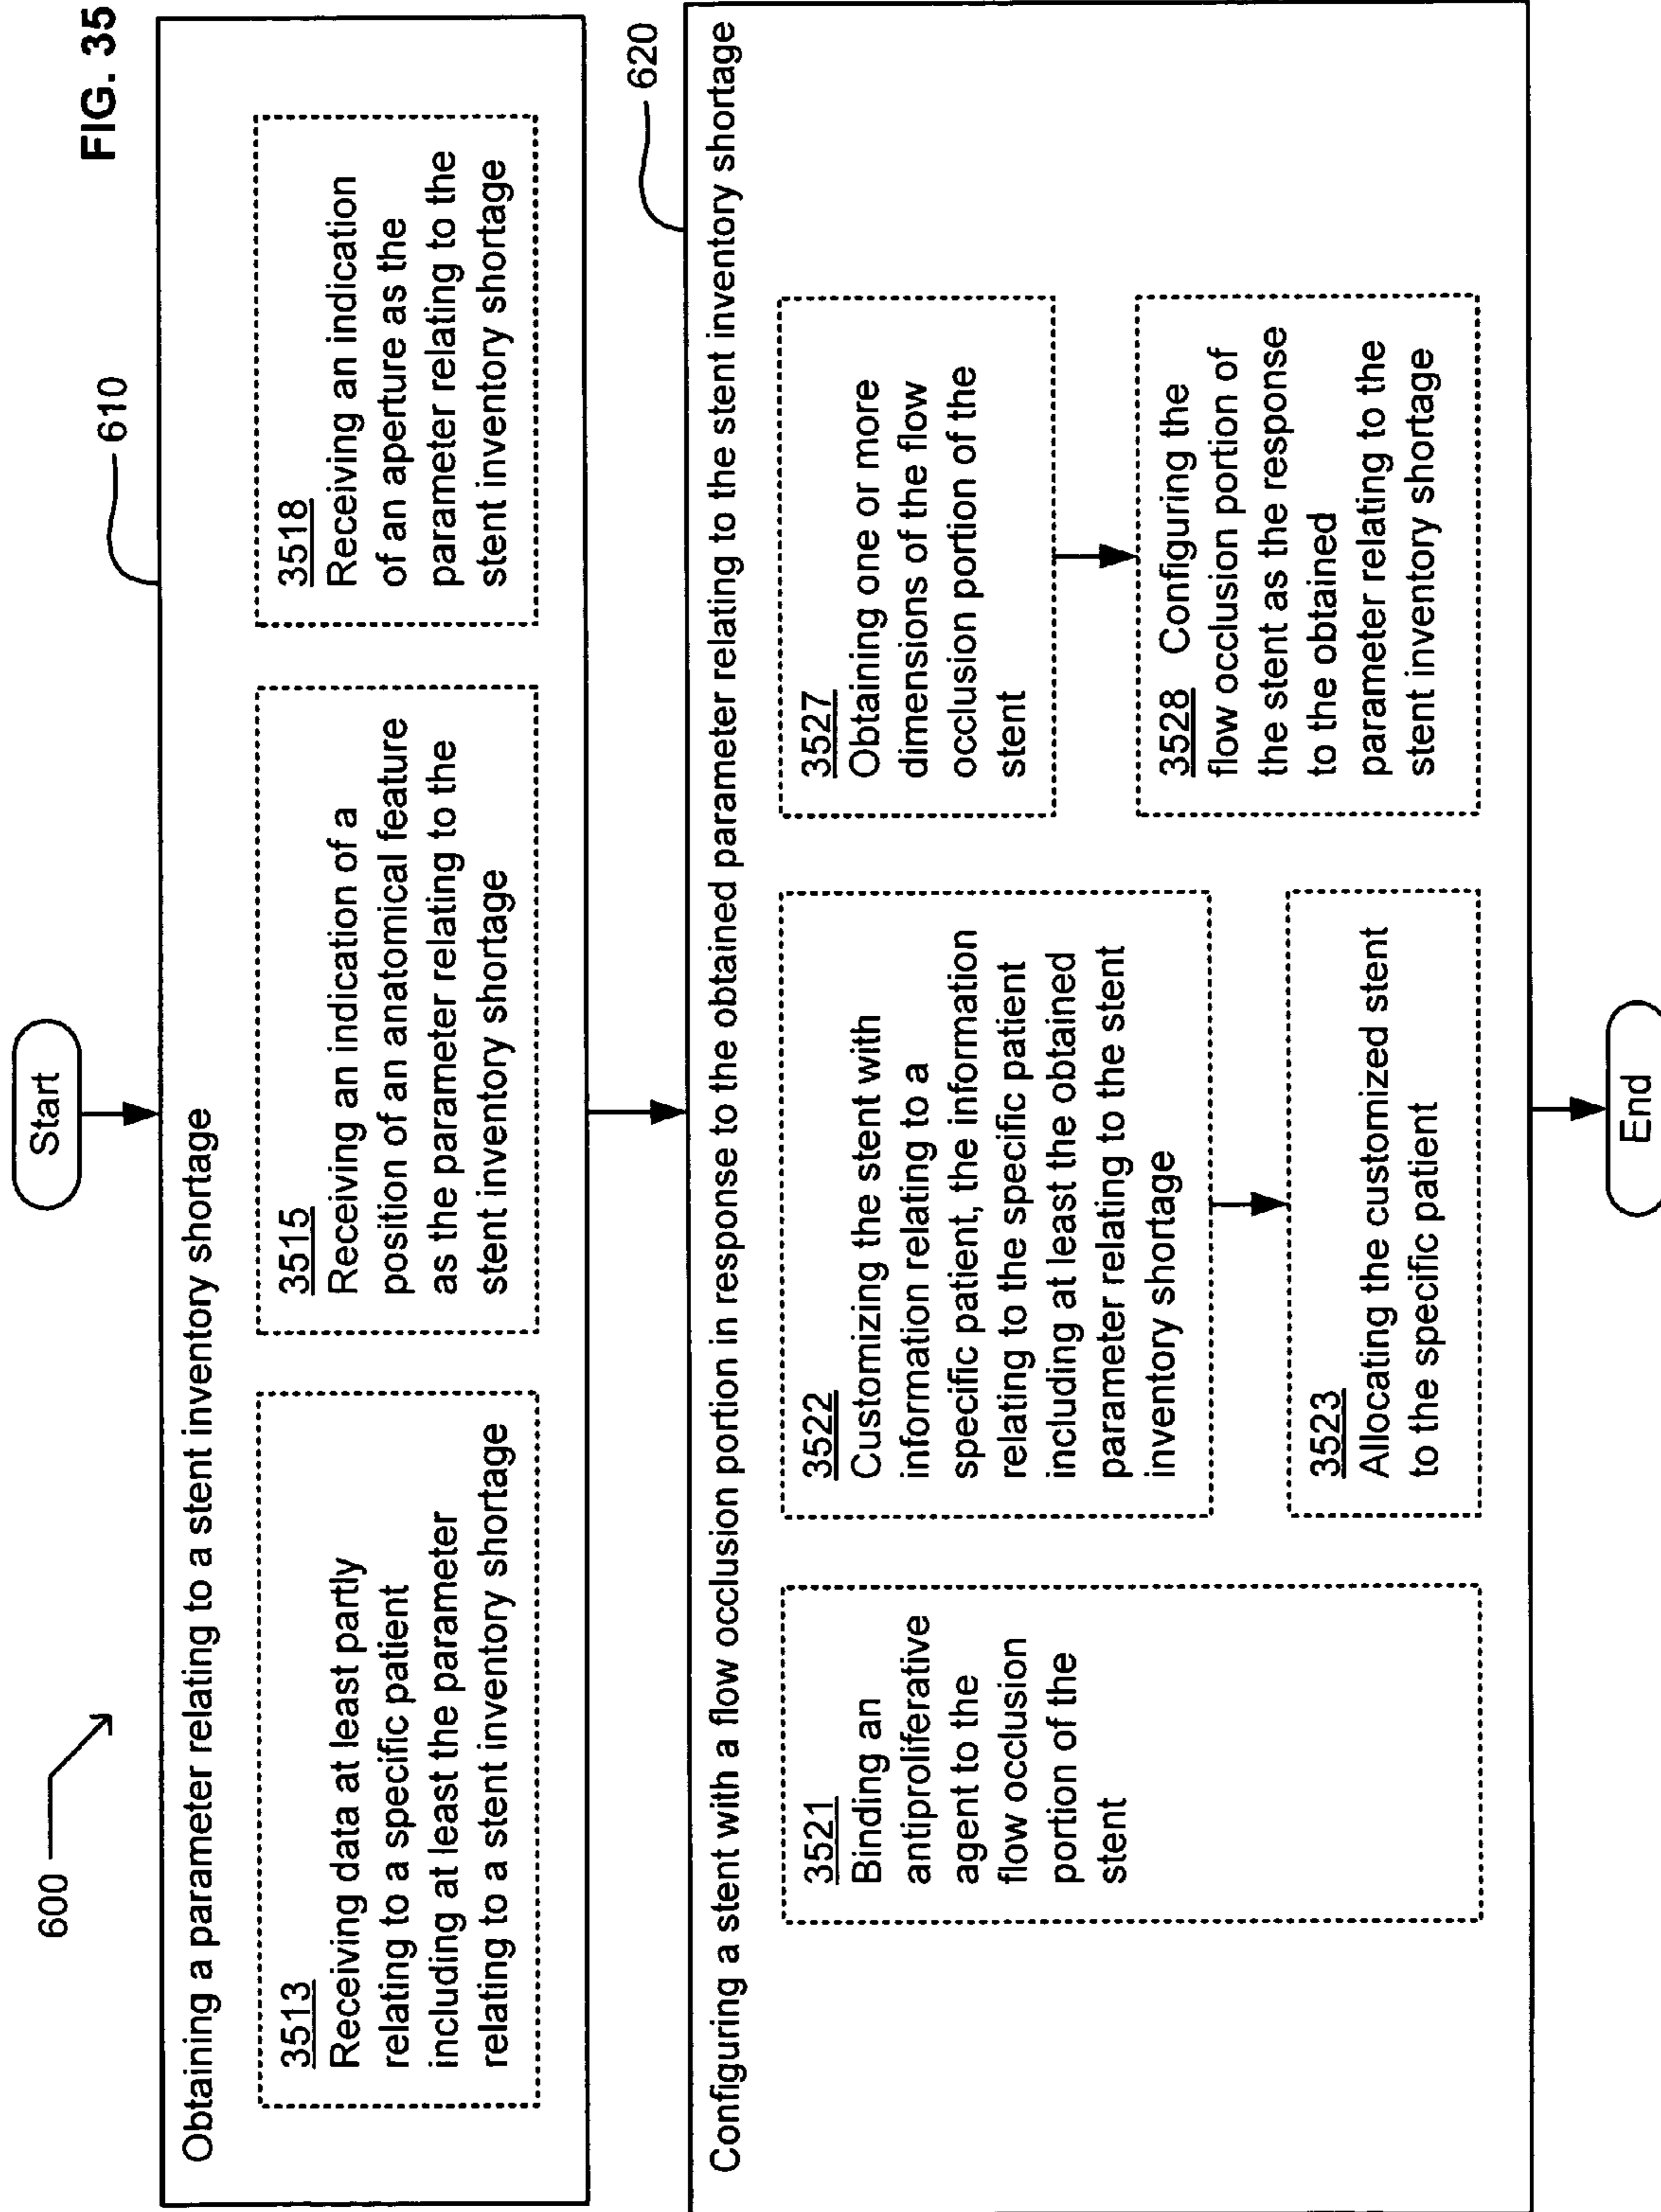 FIG. 35
600
Start
610
Obtaining a parameter relating to a stent inventory shortage
3513
Receiving data at least partly
relating to a specific patient
including at least the parameter
relating to a stent inventory shortage
3515
Receiving an indication of a
position of an anatomical feature
as the parameter relating to the
stent inventory shortage
3518
Receiving an indication
of an aperture as the
parameter relating to the
stent inventory shortage
620
Configuring a stent with a flow occlusion portion in response to the obtained parameter relating to the stent inventory shortage
3521
Binding an
antiproliferative
agent to the
flow occlusion
portion of the
stent
3522
Customizing the stent with
information relating to a
specific patient, the information
relating to the specific patient
including at least the obtained
parameter relating to the stent
inventory shortage
3523
Allocating the customized stent
to the specific patient
3527
Obtaining one or more
dimensions of the flow
occlusion portion of the
stent
3528 Configuring the
flow occlusion portion of
the stent as the response
to the obtained
parameter relating to the
stent inventory shortage
End